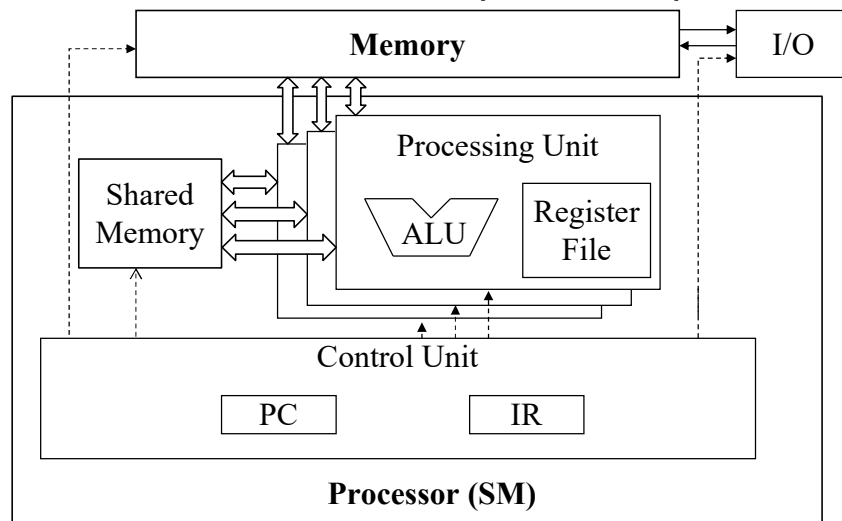 Memory
I/O
Processing Unit
Shared
Memory
ALU
Register
File
Control Unit
PC
IR
Processor (SM)